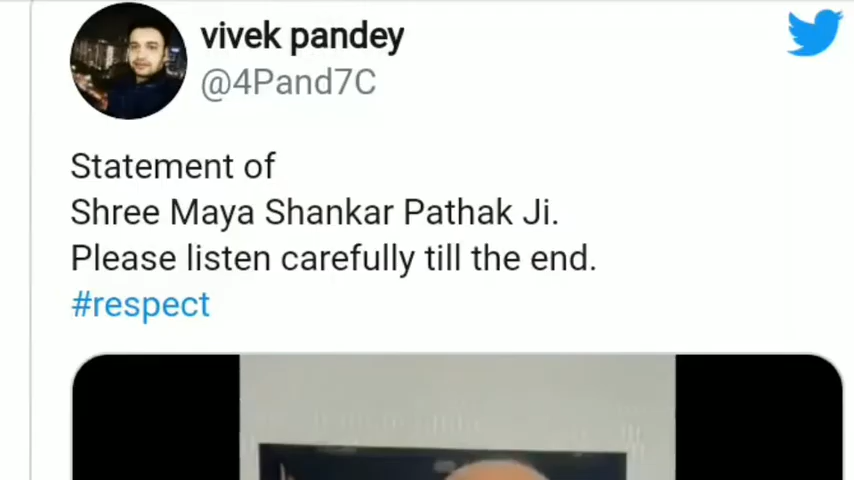 vivek pandey
@4Pand7C
Statement of
Shree Maya Shankar Pathak Ji.
Please listen carefully till the end.
#respect